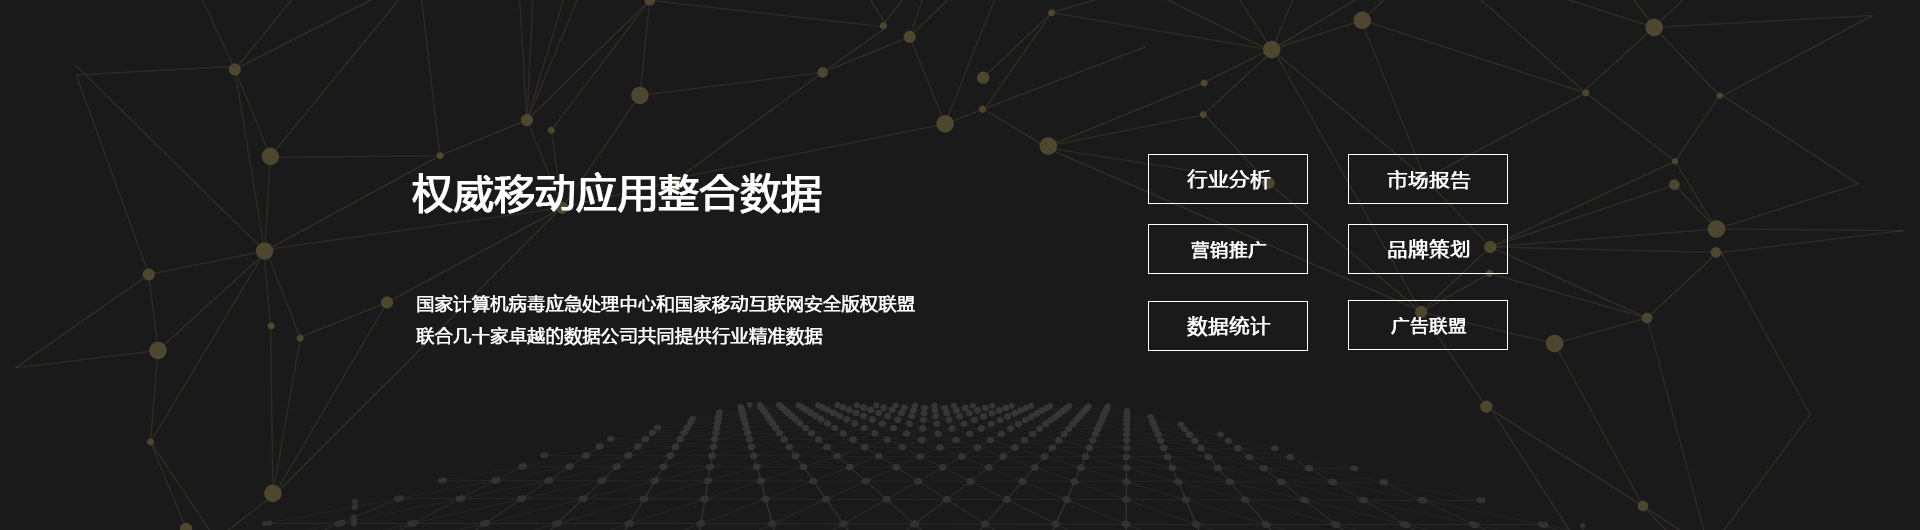 权威移动应用整合数据
国家计算机病毒应急处理中心和国家移动互联网安全版权联盟
联合几十家卓越的数据公司共同提供行业精准数据
行业分析
市场报告
营销推广
品牌策划
数据统计
广告联盟